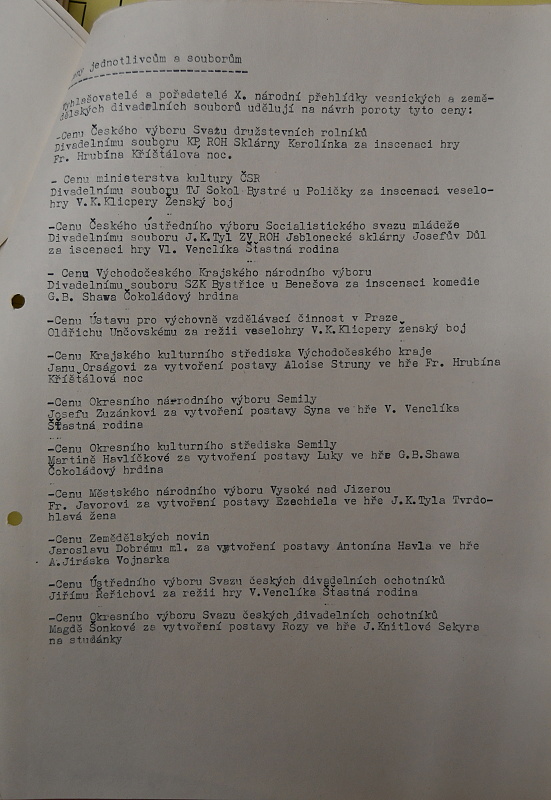 ny jednotlivcům a souborům
yhlašovatelé a pořadatelé X. národní přehlídky vesnických a země-
dělských divadelních souborů udělují na návrh poroty tyto ceny:
-Cenu Českého výboru Svazu družstevních rolníků
Divadelnímu souboru KP ROH Sklárny Karolinka za inscenaci hry
Fr. Hrubína Křišťálová noc.
- Cenu ministerstva kultury ČSR
Divadelnímu souboru TJ Sokol Bystré u Poličky za inscenaci veselo-
hry V.K.Klicpery Ženský boj
-Cenu Českého ústředního výboru Socialistického svazu mládeže
Divadelnímu souboru J.K.Tyl ZV ROH Jablonecké sklárny Josefův Důl
za iscenaci hry Vl. Venclíka Šťastná rodina
- Cenu Východočeského Krajského národního výboru
Divadelnímu souboru SZK Bystřice u Benešova za inscenaci komedie
G.B. Shawa Čokoládový hrdina
-Cenu Ústavu pro výchovně vzdělávací činnost v Praze
Oldřichu Unčovskému za režii veselohry V.K.Klicpery ženský boj
-Cenu Krajského kulturního střediska Východočeského kraje
Janu Orságovi za vytvoření postavy Aloise Struny ve hře Fr. Hrubína
Křišťálová noc
-Cenu Okresního národního výboru Semily
Josefu Zuzánkovi za vytvoření postavy Syna ve hře V. Venclíka
Šťastná rodina
-Cenu Okresního kulturního střediska Semily
Martině Havlíčkové za vytvoření postavy Luky ve hře G.B.Shawa
Čokoládový hrdina
-Cenu Městského národního výboru Vysoké nad Jizerou
Fr. Javorovi za vytvoření postavy Ezechiela ve hře J.K.Tyla Tvrdo-
hlavá žena
-Cenu Zemědělských novin
Jaroslavu Dobrému ml. za vytvoření postavy Antonína Havla ve hře
A.Jiráska Vojnarka
-Cenu Ústředního výboru Svazu českých divadelních ochotníků
Jiřímu Řeřichovi za režii hry V.Venclíka Šťastná rodina
-Cenu Okresního výboru Svazu českých divadelních ochotníků
Magdě Šonkové za vytvoření postavy Rozy ve hře J.Knitlové Sekyra
na studánky